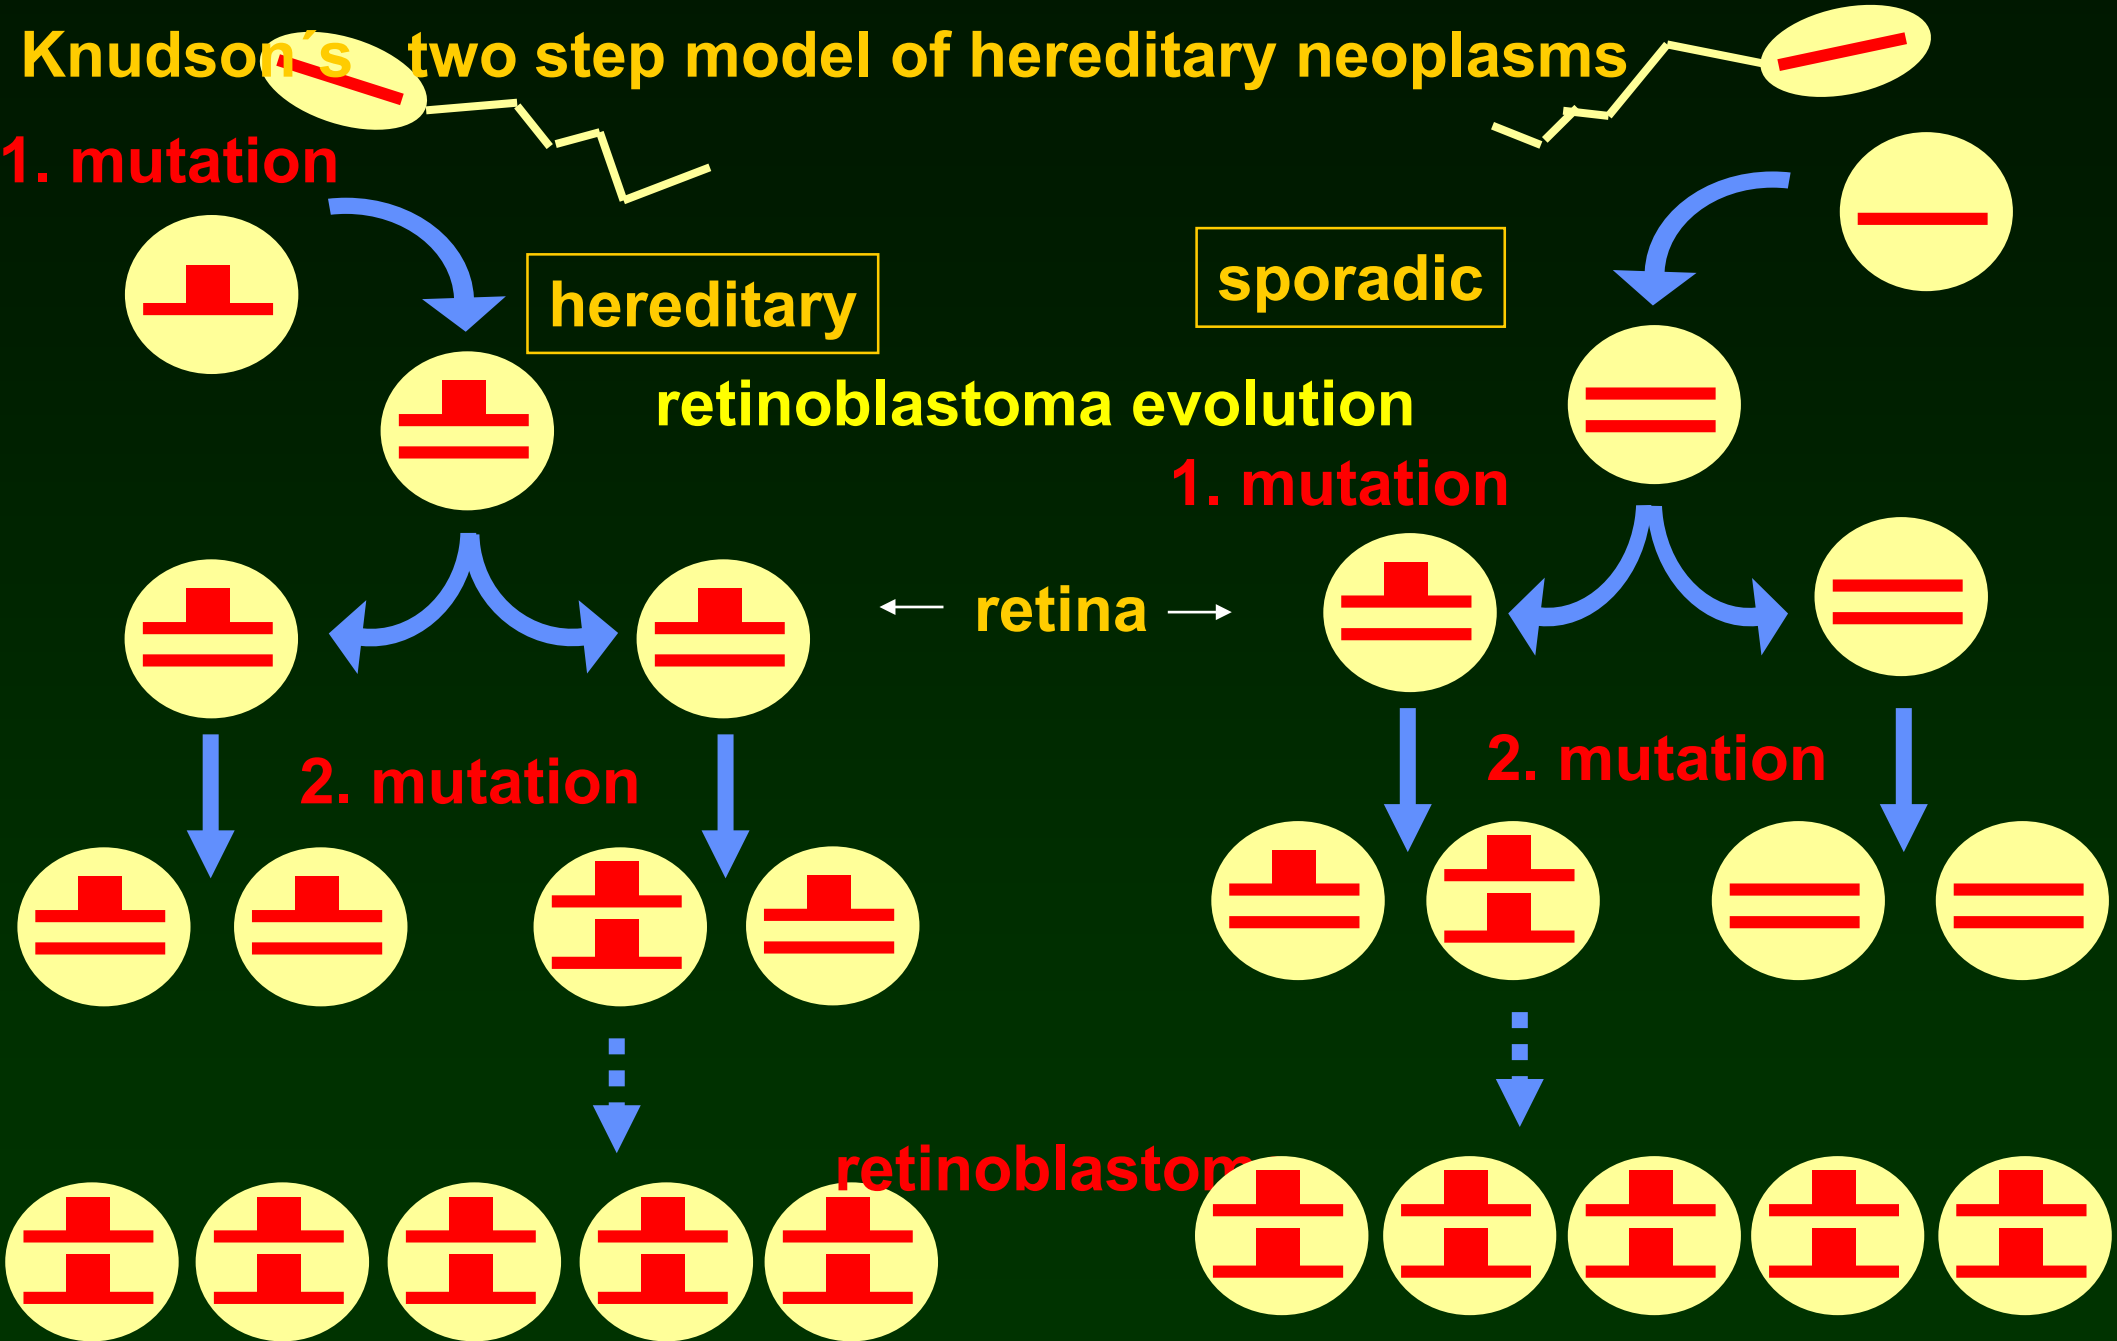 Knudson´s two step model of hereditary neoplasms
1. mutation
hereditary
sporadic
retinoblastoma evolution
1. mutation
retina
2. mutation
2. mutation
retinoblastom